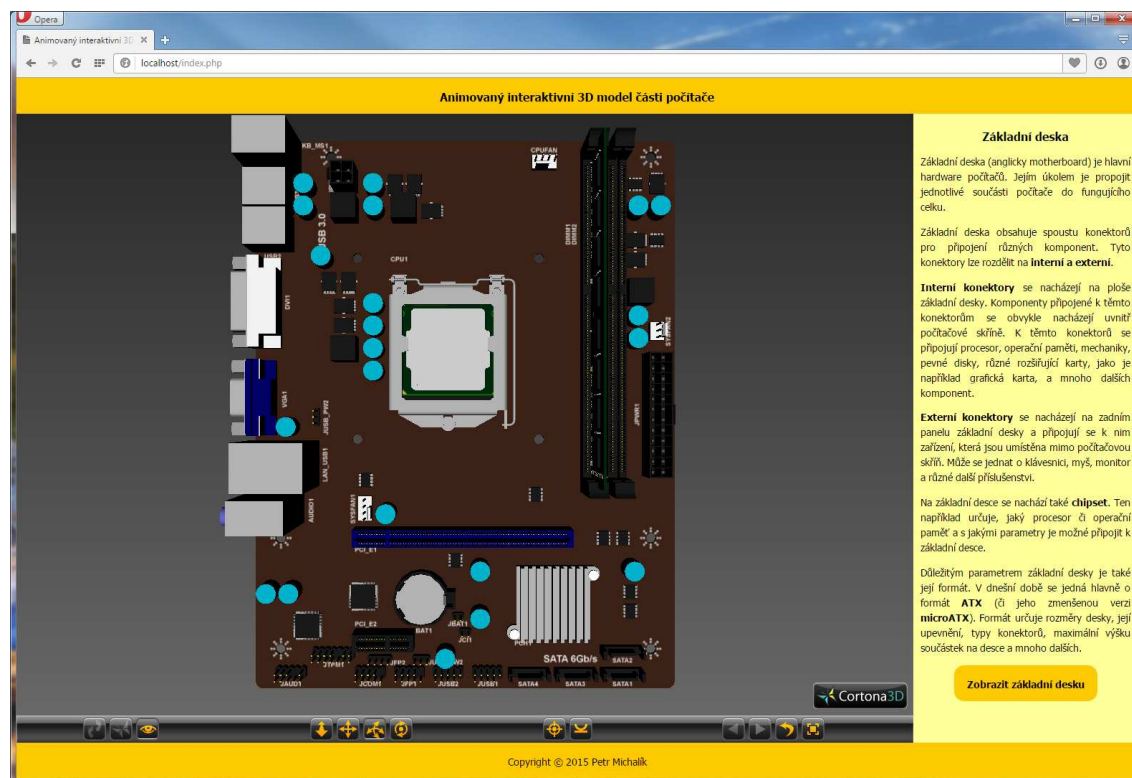 Opera
Animovaný interaktivní 3D
localhost/index.php
Animovaný interaktivní 3D model části počítače
KB_MS1
CPUFAN
USB 3.0
DIMM1
DIMM2
USB2
CPU1
DVI1
VGA1
JUSB_PW2
JPWR1
LAN_USB1
AUDIO1
SYSFAN1
PCI_E1
PCI_E2
BAT1
JBAT1
JCI1
PCH1
SATA 6Gb/s
SATA2
JTPM1
JFP2
JAUD1
JCOM1
JFP1
JUSB2
JUSB1
SATA4
SATA3
SATA1
Cortona3D
Základní deska
Základní deska (anglicky motherboard) je hlavní
hardware počítačů. Jejím úkolem je propojit
jednotlivé součásti počítače do fungujícího
celku.
Základní deska obsahuje spoustu konektorů
pro připojení různých komponent. Tyto
konektory lze rozdělit na interní a externí.
Interní konektory se nacházejí na ploše
základní desky. Komponenty připojené k těmto
konektorům se obvykle nacházejí uvnitř
počítačové skříně. K těmto konektorů se
připojují procesor, operační paměti, mechaniky,
pevné disky, různé rozšiřující karty, jako je
například grafická karta, a mnoho dalších
komponent.
Externí konektory se nacházejí na zadním
panelu základní desky a připojují se k nim
zařízení, která jsou umístěna mimo počítačovou
skříň. Může se jednat o klávesnici, myš, monitor
a různé další příslušenství.
Na základní desce se nachází také chipset. Ten
například určuje, jaký procesor či operační
paměť a s jakými parametry je možné připojit k
základní desce.
Důležitým parametrem základní desky je také
její formát. V dnešní době se jedná hlavně o
formát ATX (či jeho zmenšenou verzi
microATX). Formát určuje rozměry desky, její
upevnění, typy konektorů, maximální výšku
součástek na desce a mnoho dalších.
Zobrazit základní desku
Copyright © 2015 Petr Michalík